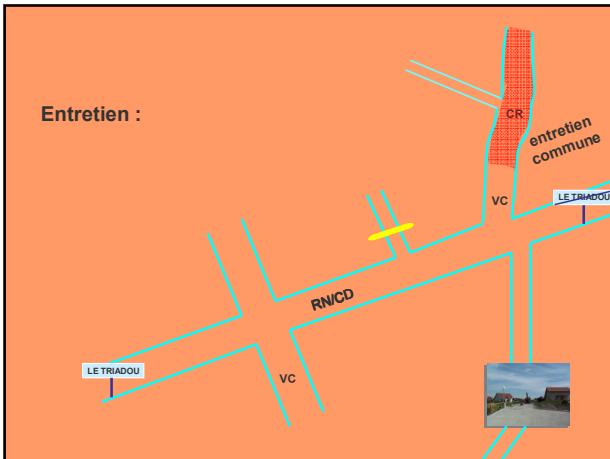 Entretien :
CR
entretien
commune
LE TRIADOU
VC
RN/CD
LE TRIADOU
VC